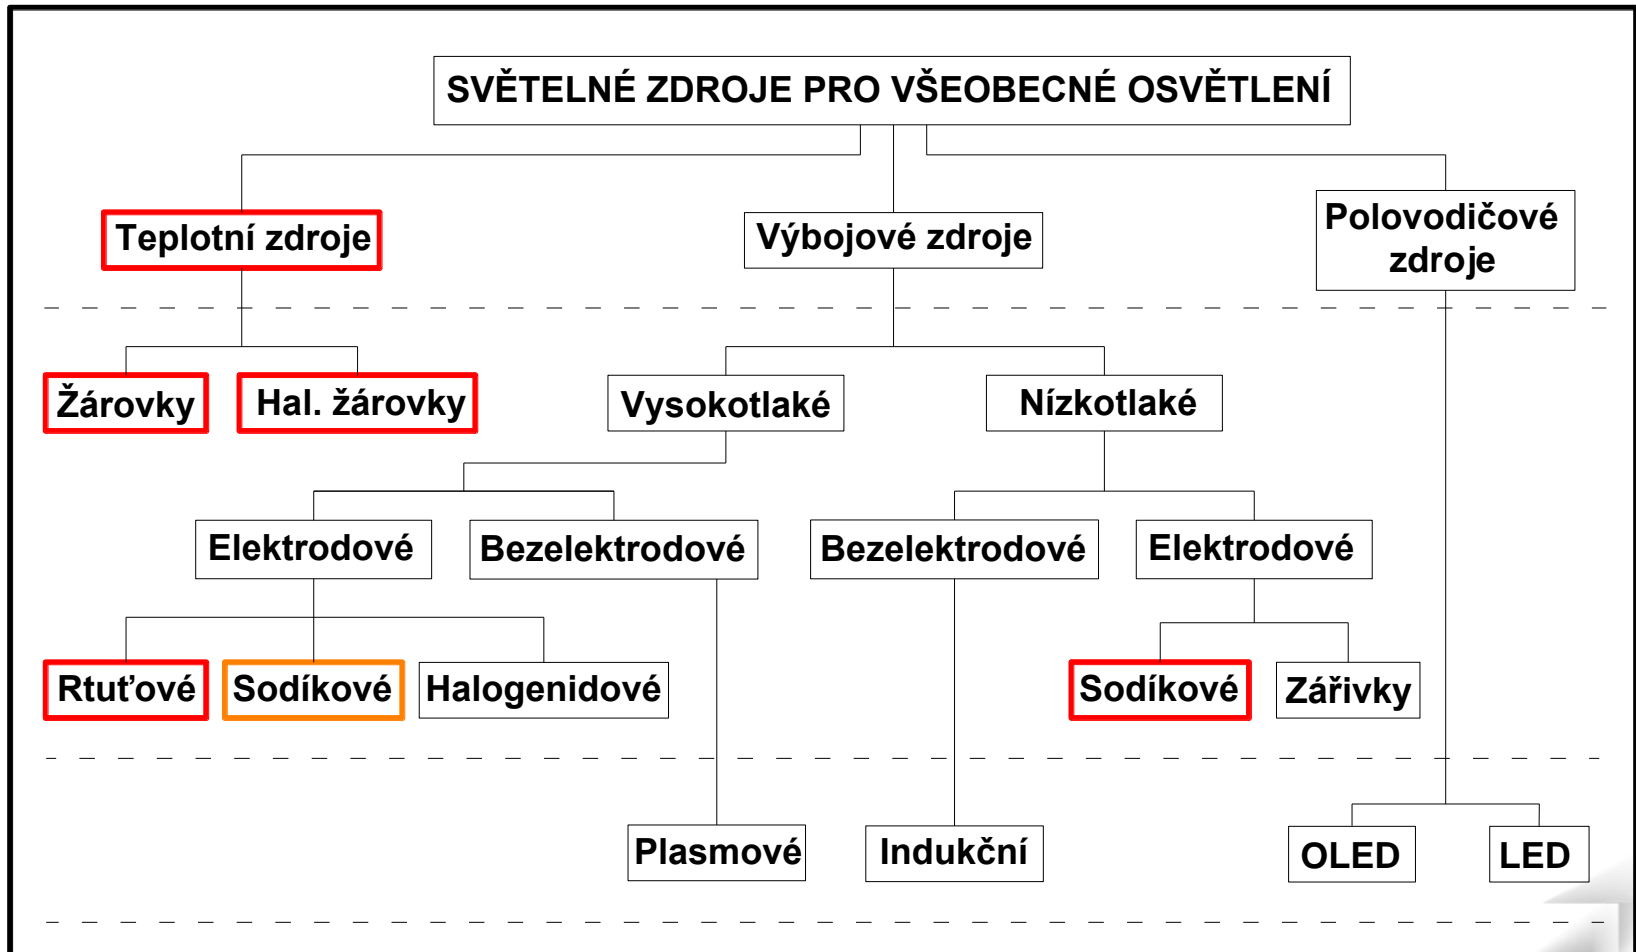 SVĚTELNÉ ZDROJE PRO VŠEOBECNÉ OSVĚTLENÍ
Teplotní zdroje
Výbojové zdroje
Polovodičové
zdroje
Žárovky
Hal. žárovky
Vysokotlaké
Nízkotlaké
Elektrodové
Bezelektrodové
Bezelektrodové
Elektrodové
Rtuťové
Sodíkové
Halogenidové
Sodíkové
Zářivky
Plasmové
Indukční
OLED
LED